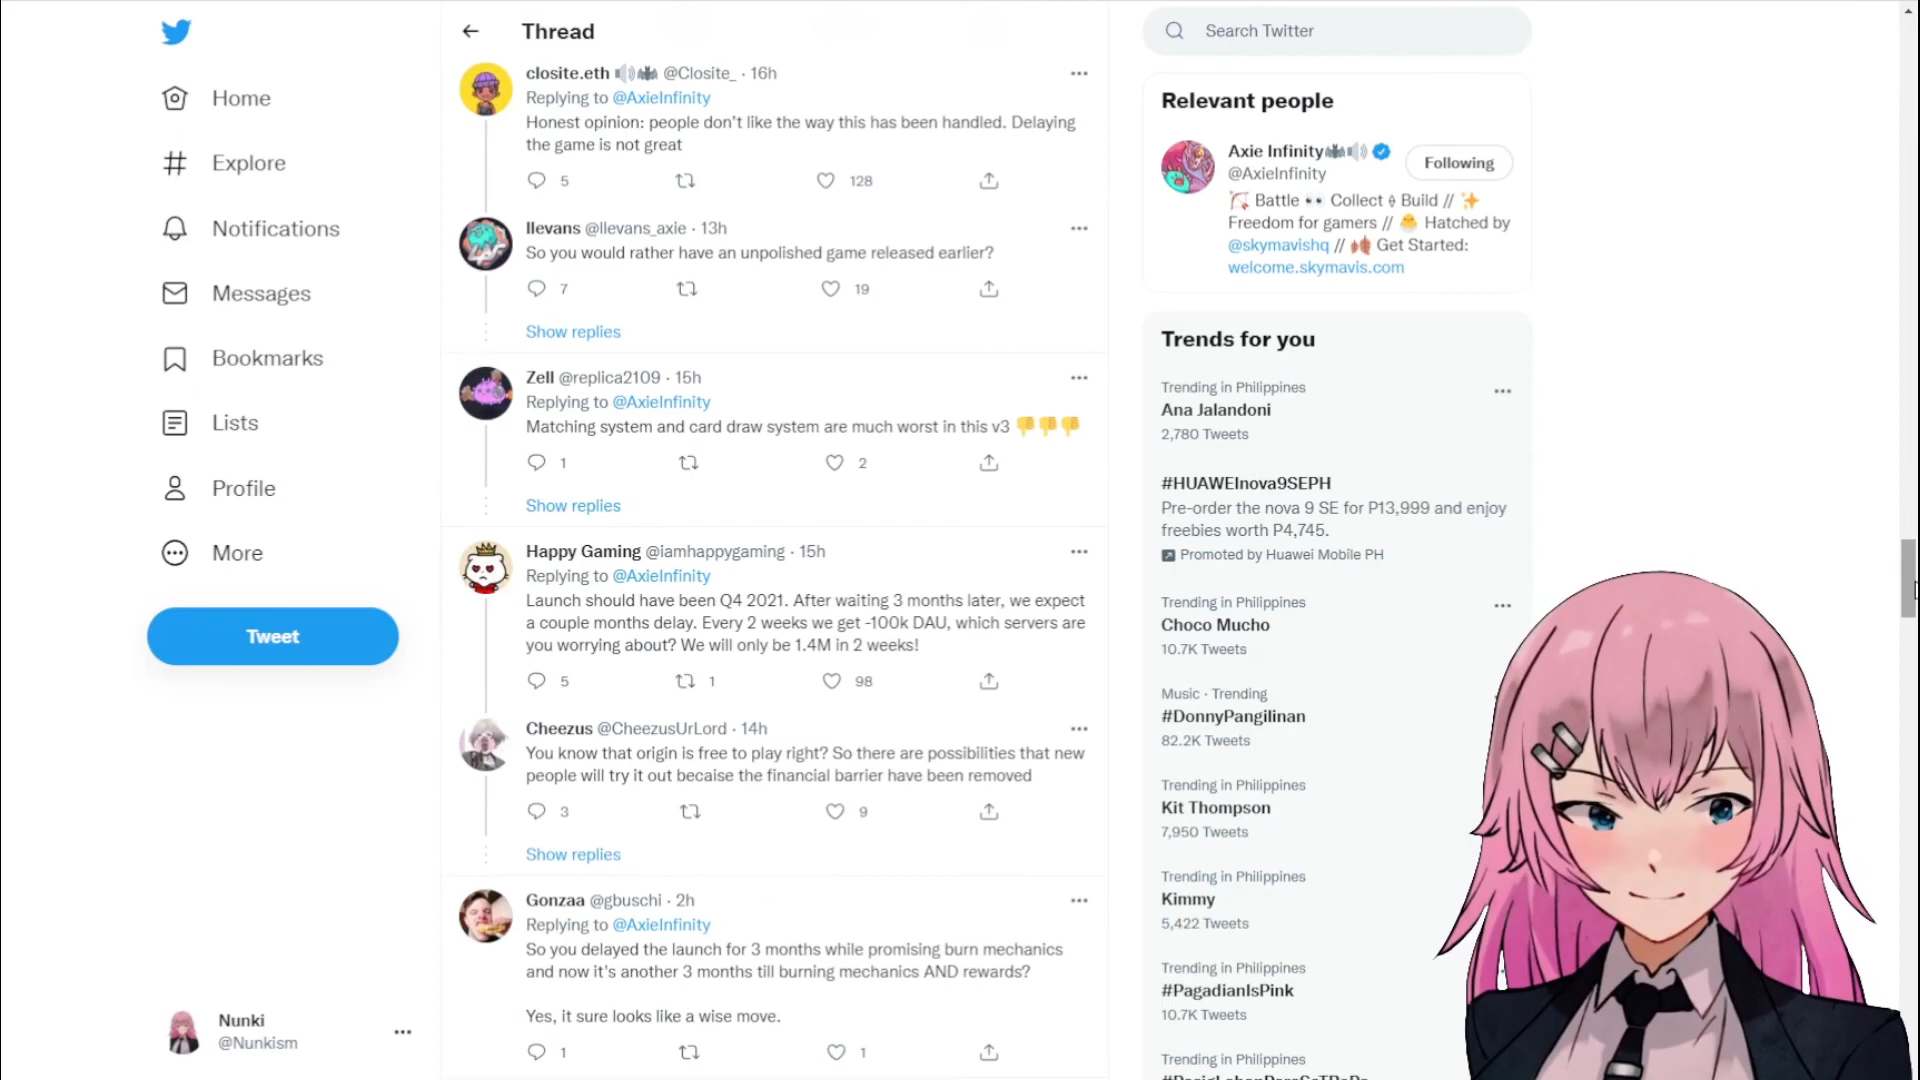 Home
Explore
Notifications
Messages
Bookmarks
Lists
Profile
More
Tweet
Nunki
@Nunkism
Thread
closite.eth @Closite_ · 16h
Replying to @AxieInfinity
Honest opinion: people don't like the way this has been handled. Delaying
the game is not great
5
128
llevans @llevans_axie · 13h
So you would rather have an unpolished game released earlier?
7
19
Show replies
Zell @replica2109 · 15h
Replying to @AxieInfinity
Matching system and card draw system are much worst in this v3 👎👎👎
1
2
Show replies
Happy Gaming @iamhappygaming · 15h
Replying to @AxieInfinity
Launch should have been Q4 2021. After waiting 3 months later, we expect
a couple months delay. Every 2 weeks we get -100k DAU, which servers are
you worrying about? We will only be 1.4M in 2 weeks!
5
1
98
Cheezus @CheezusUrLord · 14h
You know that origin is free to play right? So there are possibilities that new
people will try it out becaise the financial barrier have been removed
3
9
Show replies
Gonzaa @gbuschi · 2h
Replying to @AxieInfinity
So you delayed the launch for 3 months while promising burn mechanics
and now it's another 3 months till burning mechanics AND rewards?
Yes, it sure looks like a wise move.
1
1
Search Twitter
Relevant people
Axie Infinity
@AxieInfinity
Following
Battle 👀 Collect Build // ✨
Freedom for gamers // 🐣 Hatched by
@skymavishq // Get Started:
welcome.skymavis.com
Trends for you
Trending in Philippines
Ana Jalandoni
2,780 Tweets
#HUAWEInova9SEPH
Pre-order the nova 9 SE for P13,999 and enjoy
freebies worth P4,745.
Promoted by Huawei Mobile PH
Trending in Philippines
Choco Mucho
10.7K Tweets
Music · Trending
#DonnyPangilinan
82.2K Tweets
Trending in Philippines
Kit Thompson
7,950 Tweets
Trending in Philippines
Kimmy
5,422 Tweets
Trending in Philippines
#PagadianIsPink
10.7K Tweets
Trending in Philippines